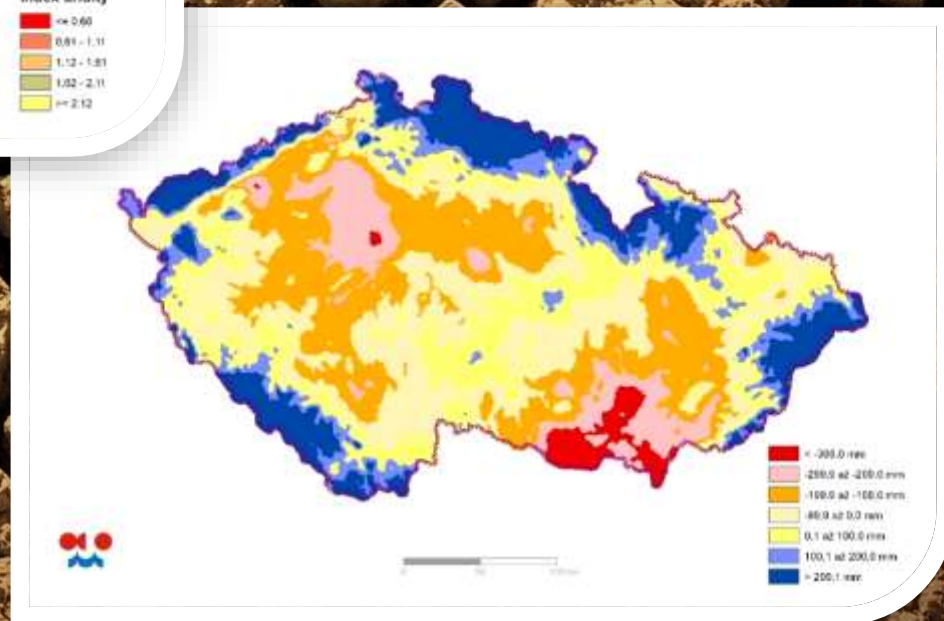 <= 0,60
0,61 - 1,11
1,12 - 1,61
1,62 - 2,11
>= 2,12
< -300,0 mm
-299,9 až -200,0 mm
-199,9 až -100,0 mm
-99,9 až 0,0 mm
0,1 až 100,0 mm
100,1 až 200,0 mm
> 200,1 mm